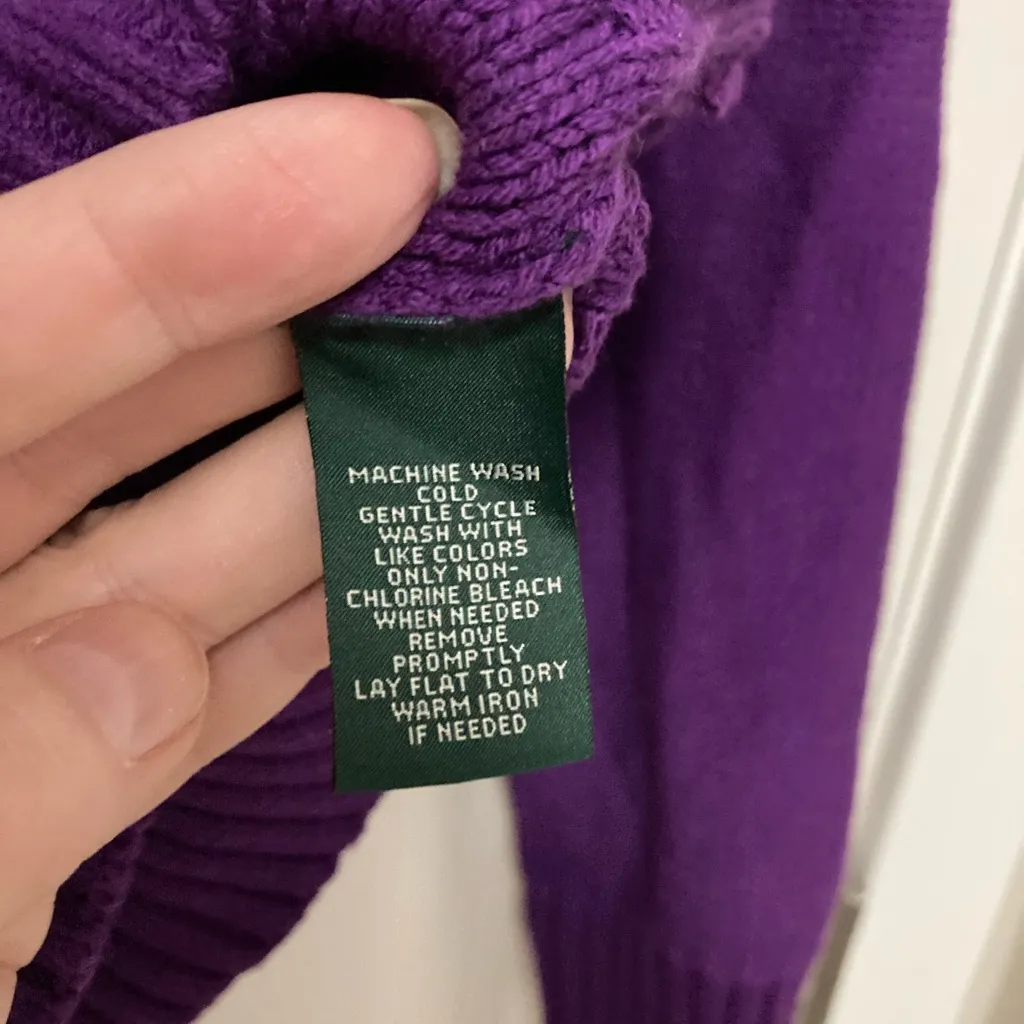 MACHINE WASH
COLD
GENTLE CYCLE
WASH WITH
LIKE COLORS
ONLY NON-
CHLORINE BLEACH
WHEN NEEDED
REMOVE
PROMPTLY
LAY FLAT TO DRY
WARM IRON
IF NEEDED